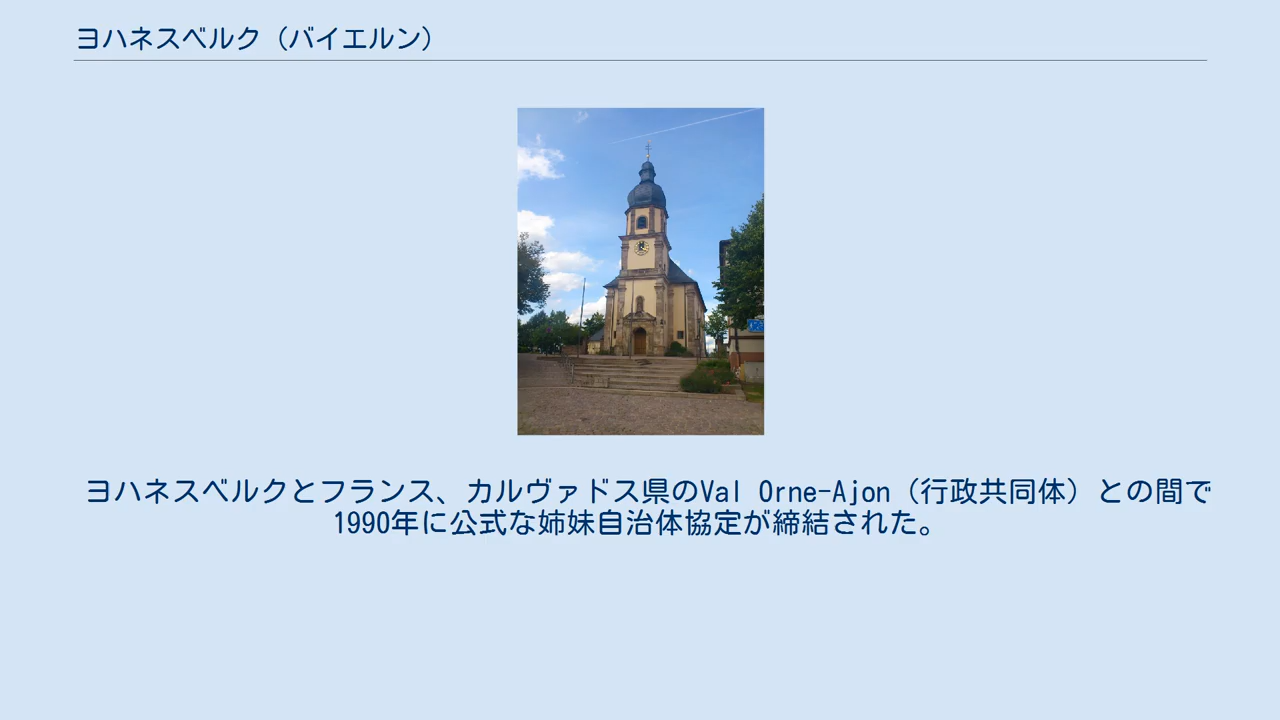 ヨハネスベルク（バイエルン）
ヨハネスベルクとフランス、カルヴァドス県のVal Orne-Ajon（行政共同体）との間で
1990年に公式な姉妹自治体協定が締結された。